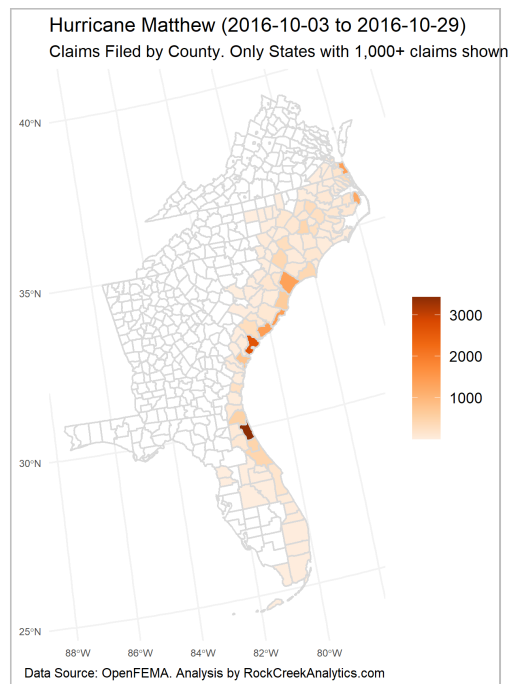 Hurricane Matthew (2016-10-03 to 2016-10-29)
Claims Filed by County. Only States with 1,000+ claims shown
40°N
35°N
30°N
25°N
3000
2000
1000
88°W 86°W 84°W 82°W 80°W
Data Source: OpenFEMA. Analysis by RockCreekAnalytics.com